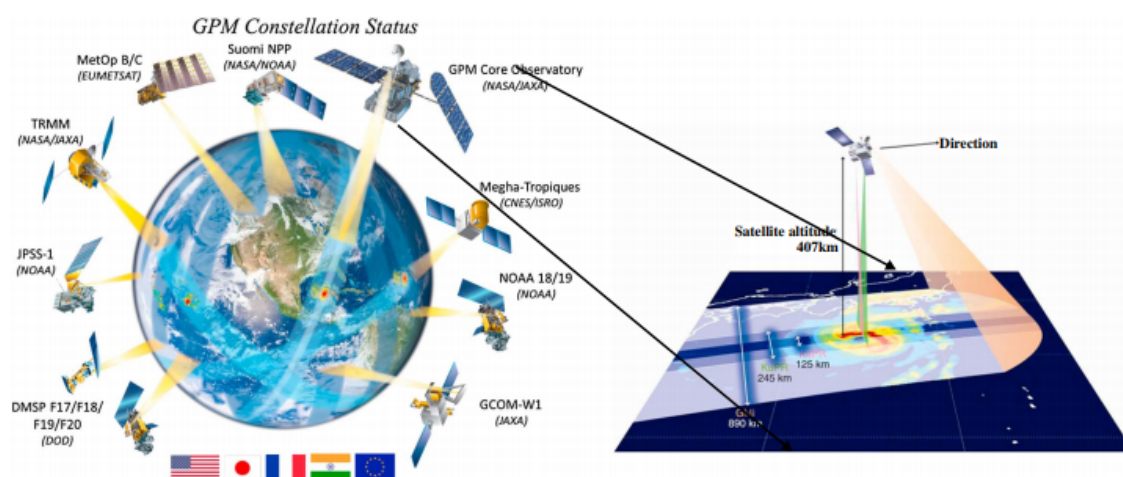 GPM Constellation Status
MetOp B/C
(EUMETSAT)
Suomi NPP
(NASA/NOAA)
GPM Core Observatory
(NASA/JAXA)
TRMM
(NASA/JAXA)
Megha-Tropiques
(CNES/ISRO)
JPSS-1
(NOAA)
NOAA 18/19
(NOAA)
DMSP F17/F18/
F19/F20
(DOD)
GCOM-W1
(JAXA)
Direction
Satellite altitude
407km
125 km
KuPR
245 km
GMI
890 km